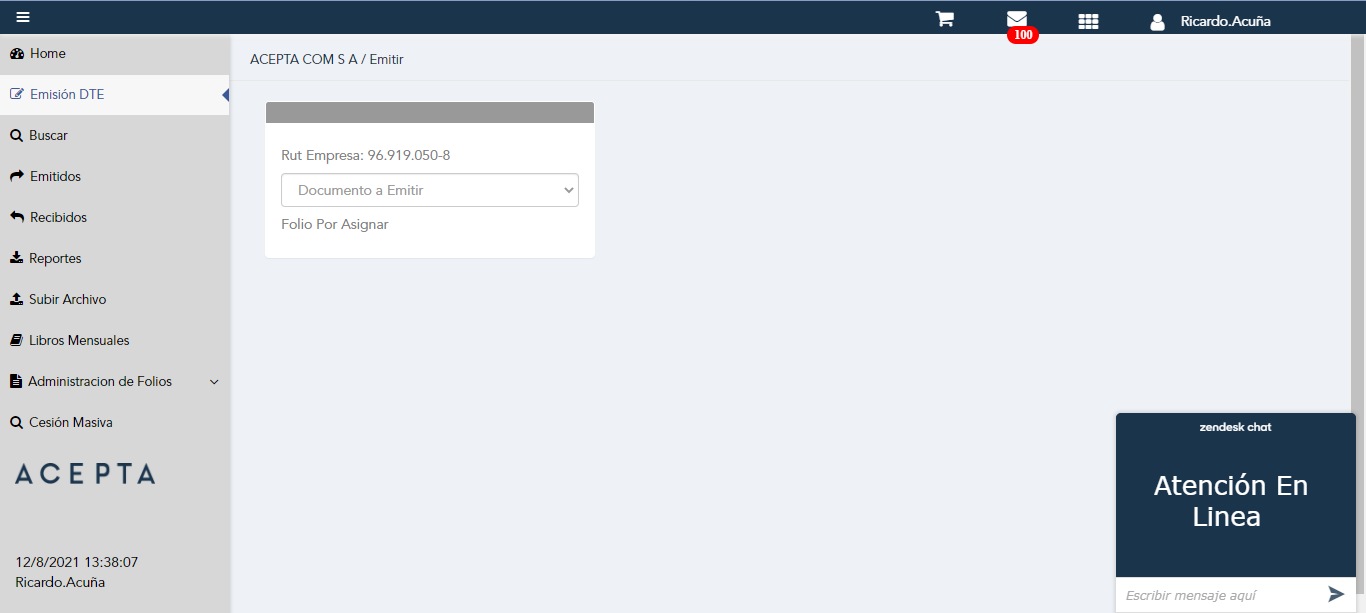 Ricardo.Acuña
100
Home
Emisión DTE
Buscar
Emitidos
Recibidos
Reportes
Subir Archivo
Libros Mensuales
Administracion de Folios
Cesión Masiva
ACEPTA
12/8/2021 13:38:07
Ricardo.Acuña
ACEPTA COM S A / Emitir
Rut Empresa: 96.919.050-8
Documento a Emitir
Folio Por Asignar
zendesk chat
Atención En
Linea
Escribir mensaje aquí